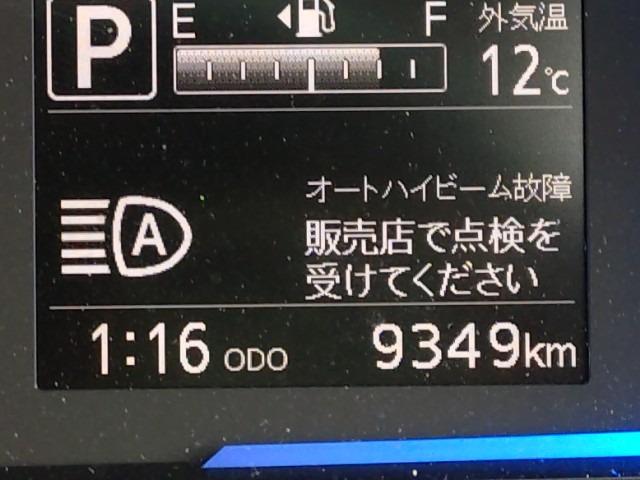 P E F 外気温
12℃
A オートハイビーム故障
販売店で点検を
受けてください
1:16 ODO 9349km